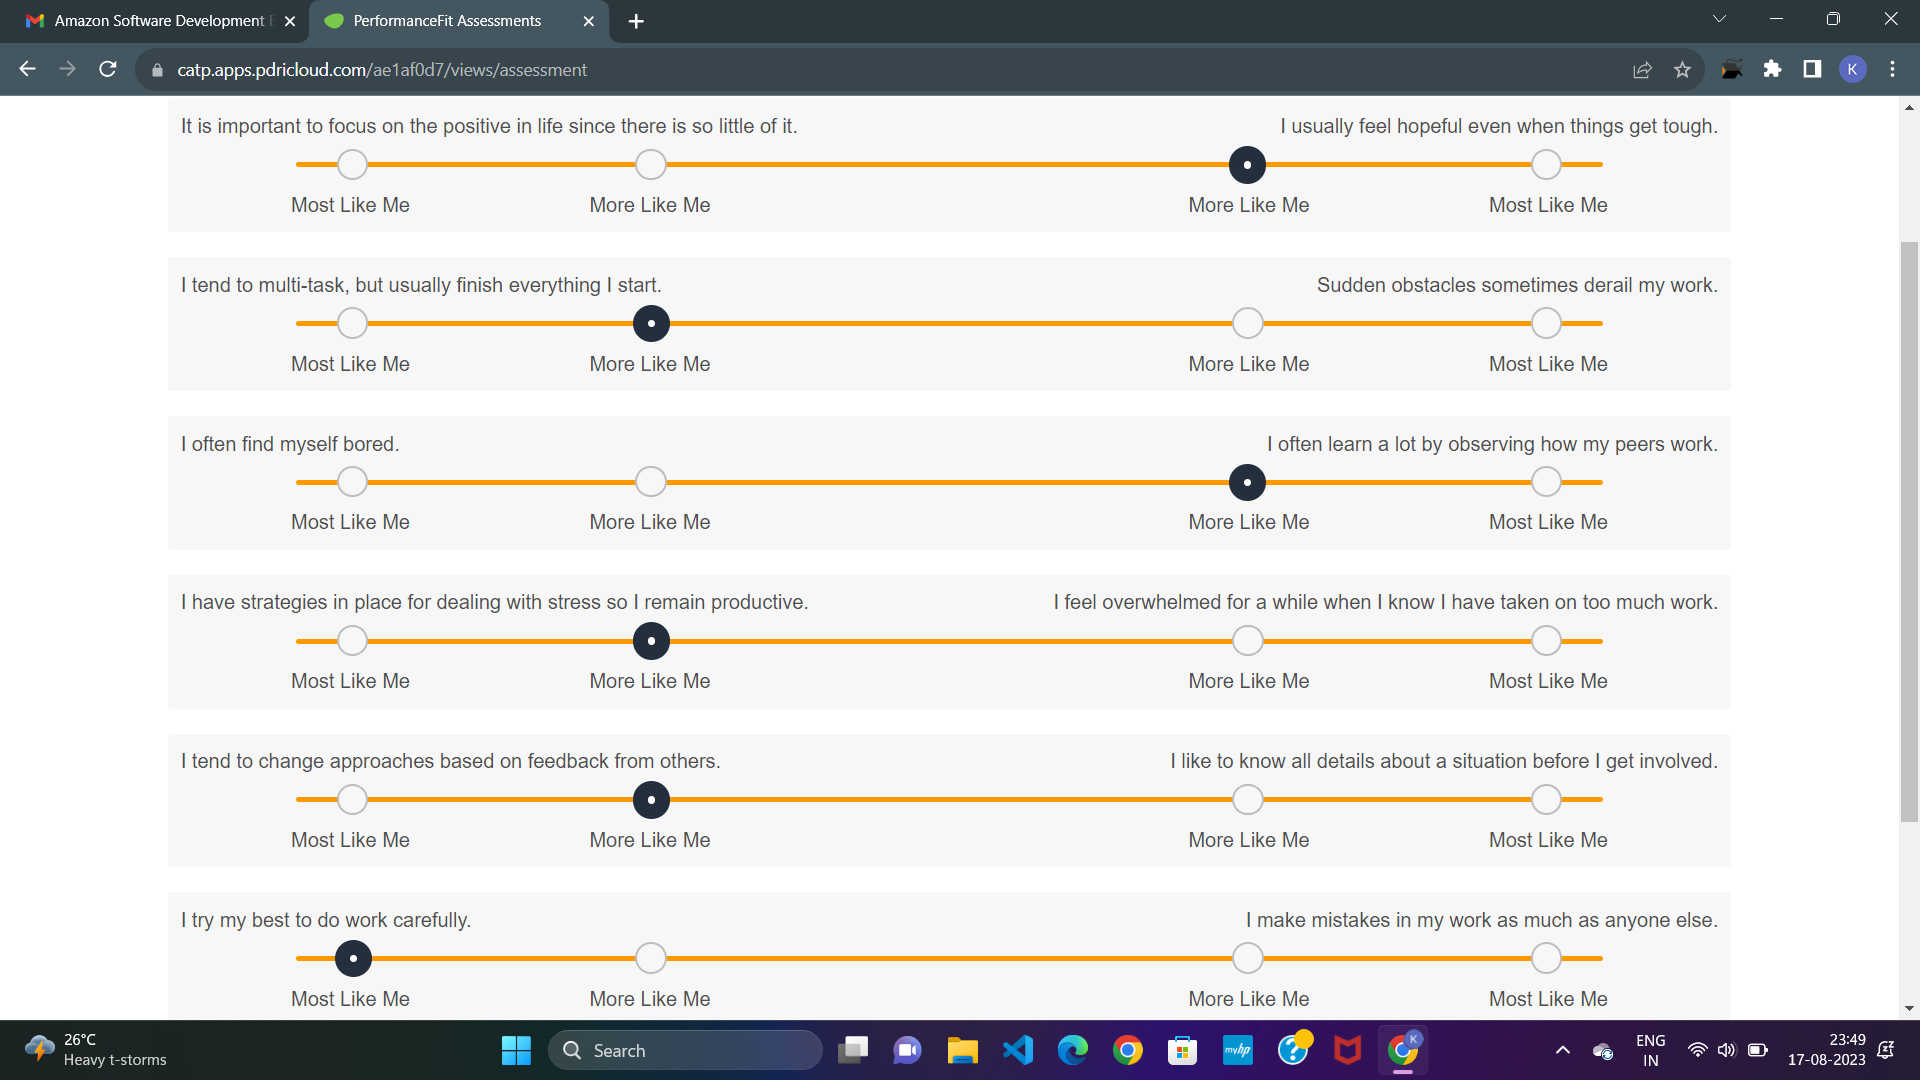 Amazon Software Development
PerformanceFit Assessments
catp.apps.pdricloud.com/ae1af0d7/views/assessment
K
It is important to focus on the positive in life since there is so little of it. I usually feel hopeful even when things get tough.
Most Like Me More Like Me More Like Me Most Like Me
I tend to multi-task, but usually finish everything I start. Sudden obstacles sometimes derail my work.
Most Like Me More Like Me More Like Me Most Like Me
I often find myself bored. I often learn a lot by observing how my peers work.
Most Like Me More Like Me More Like Me Most Like Me
I have strategies in place for dealing with stress so I remain productive. I feel overwhelmed for a while when I know I have taken on too much work.
Most Like Me More Like Me More Like Me Most Like Me
I tend to change approaches based on feedback from others. I like to know all details about a situation before I get involved.
Most Like Me More Like Me More Like Me Most Like Me
I try my best to do work carefully. I make mistakes in my work as much as anyone else.
Most Like Me More Like Me More Like Me Most Like Me
26°C
Heavy t-storms
Search
myhp
K
ENG
IN
23:49
17-08-2023